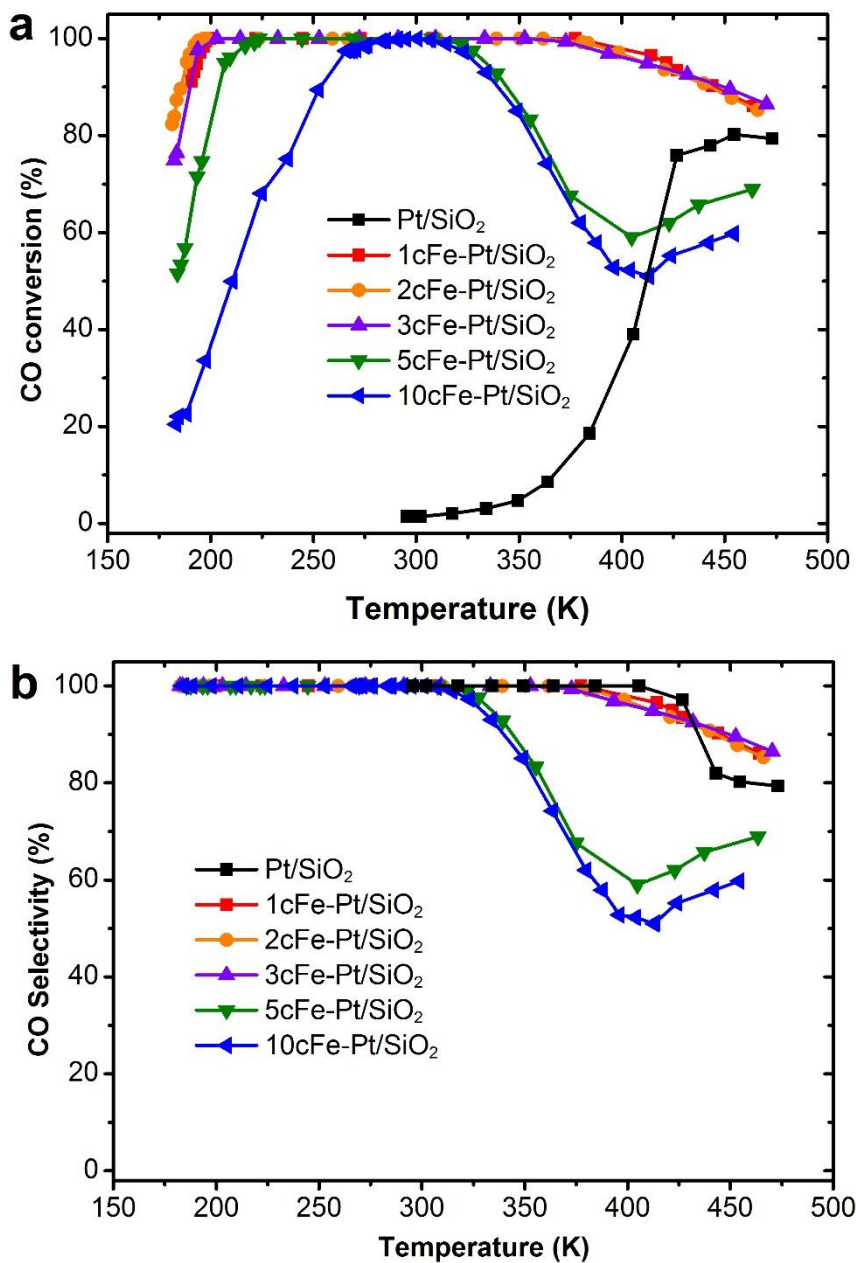 a
100
80
60
40
20
0
CO conversion (%)
Pt/SiO₂
1cFe-Pt/SiO₂
2cFe-Pt/SiO₂
3cFe-Pt/SiO₂
5cFe-Pt/SiO₂
10cFe-Pt/SiO₂
150 200 250 300 350 400 450 500
Temperature (K)
b
100
80
60
40
20
0
CO Selectivity (%)
Pt/SiO₂
1cFe-Pt/SiO₂
2cFe-Pt/SiO₂
3cFe-Pt/SiO₂
5cFe-Pt/SiO₂
10cFe-Pt/SiO₂
200 250 300 350 400 450 500
Temperature (K)